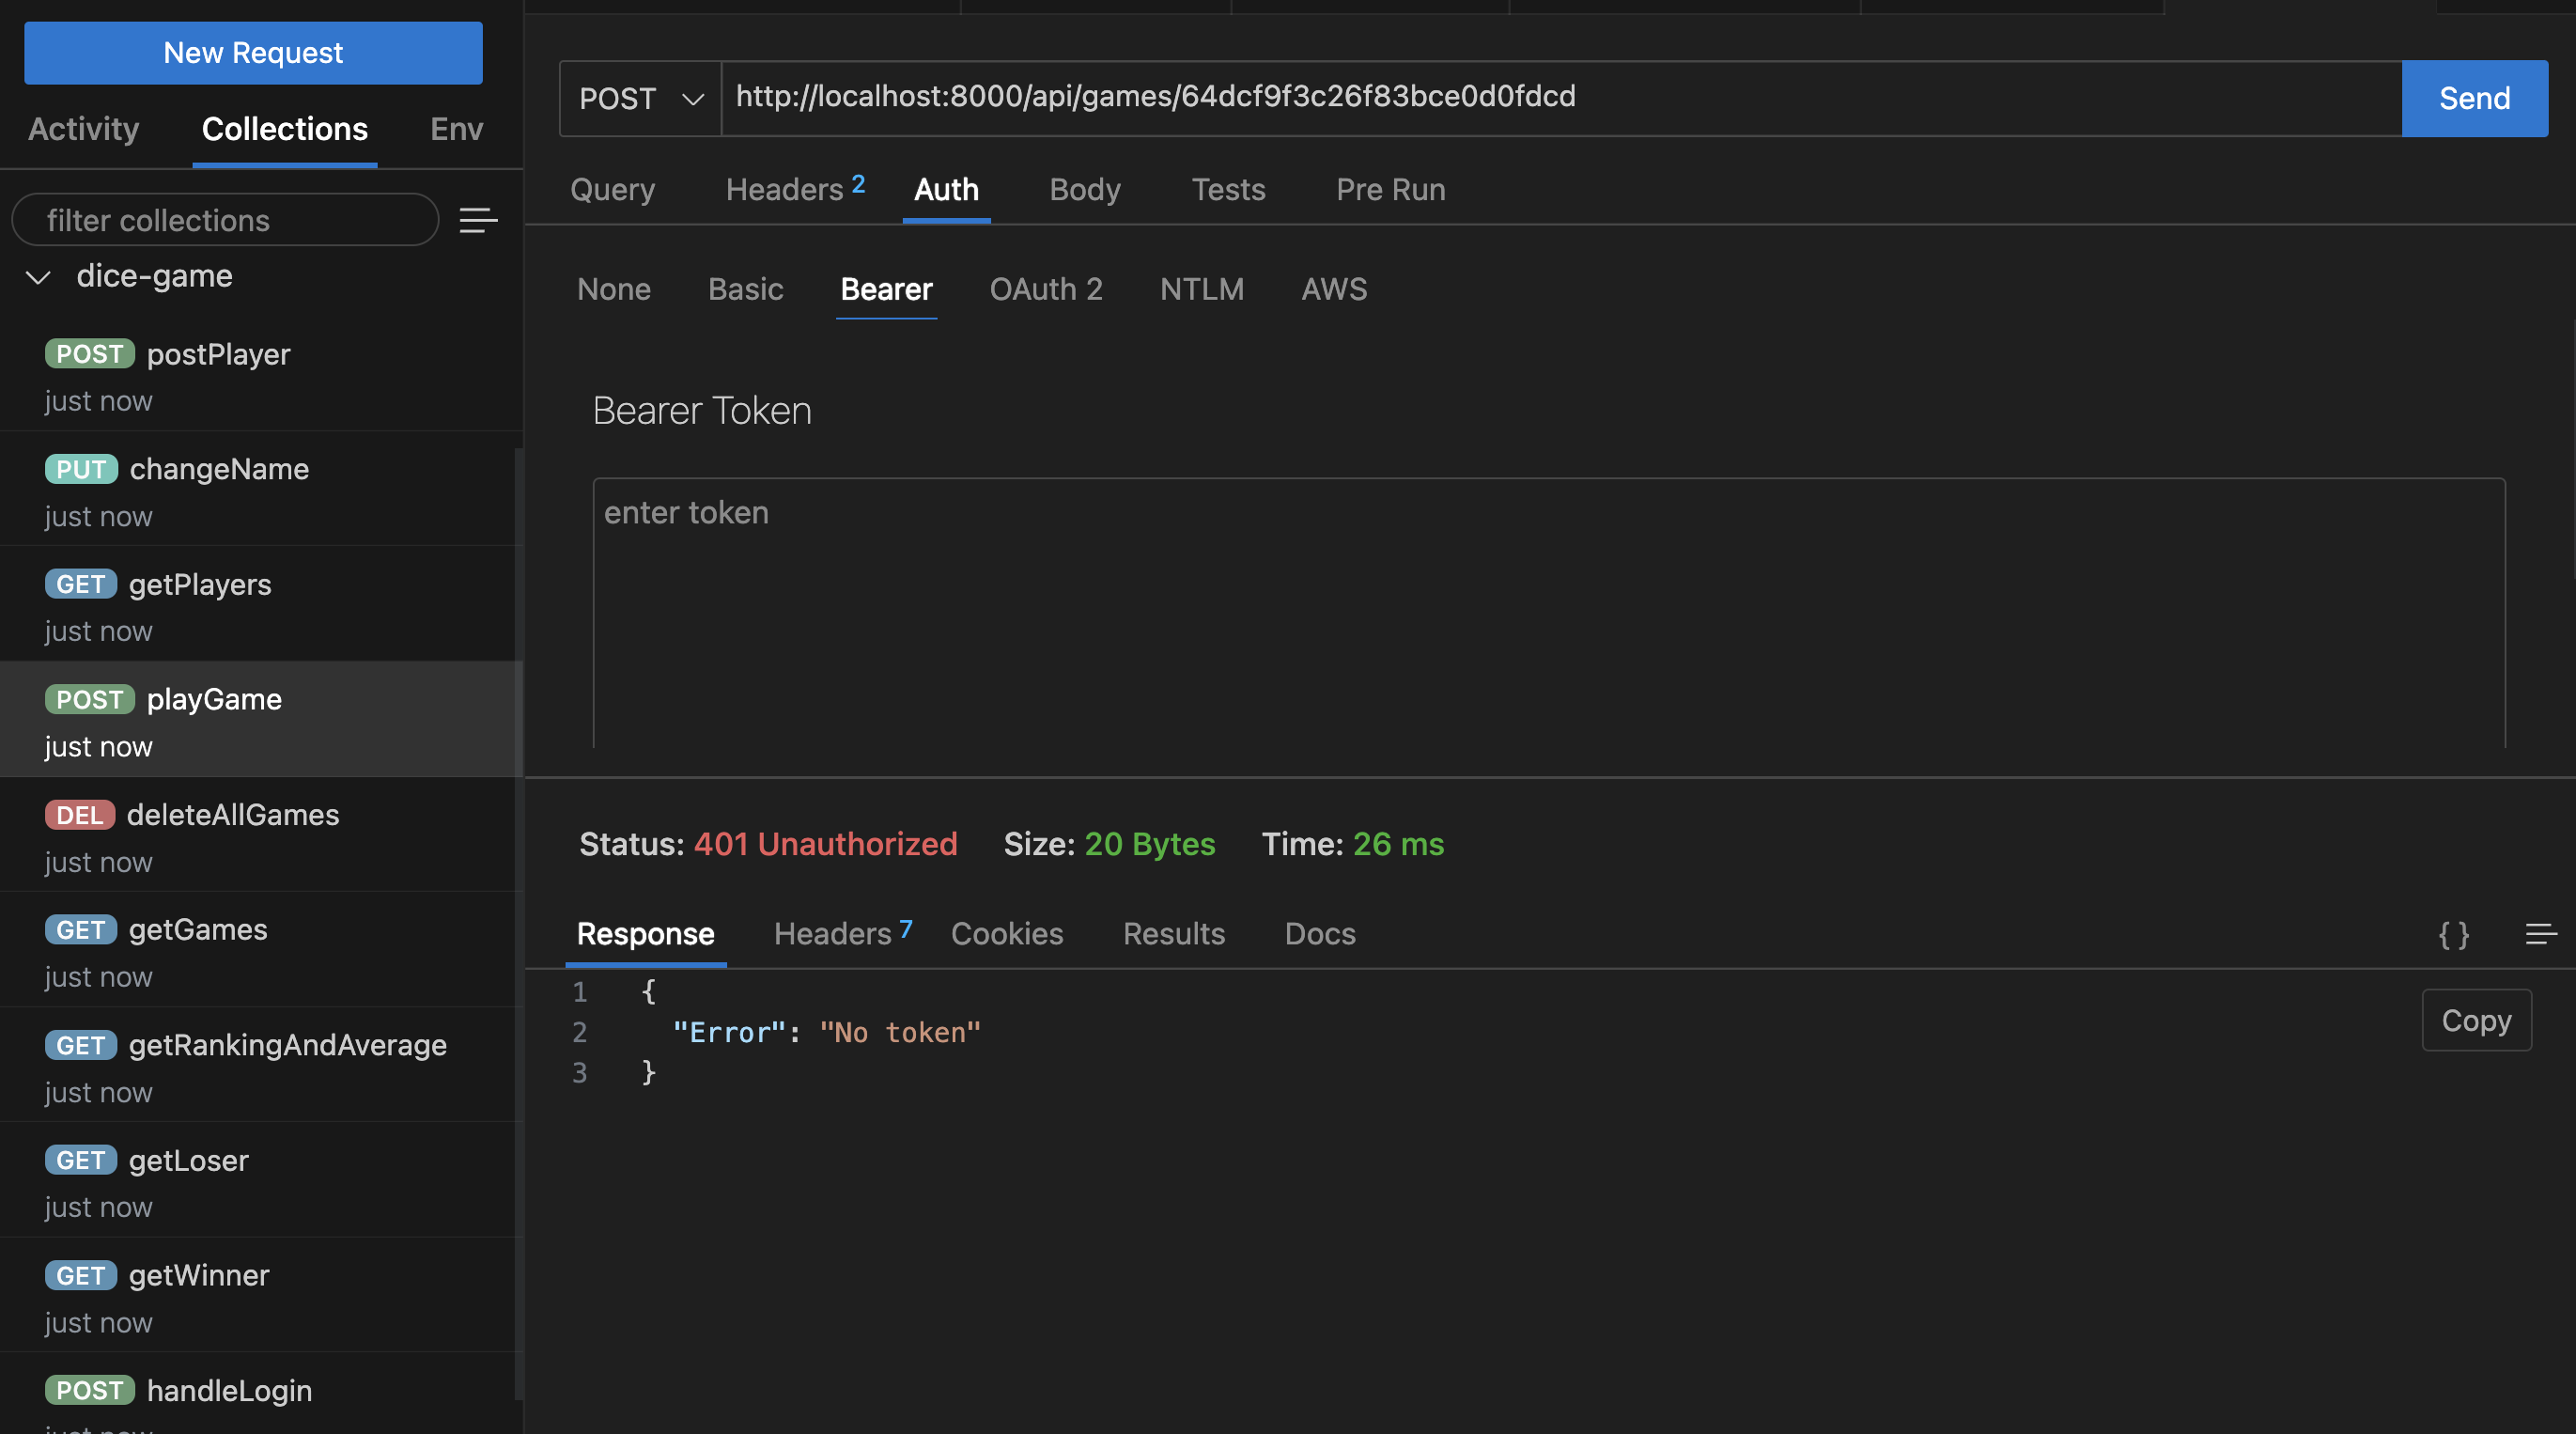 New Request
Activity Collections Env
filter collections
dice-game
POST postPlayer
just now
PUT changeName
just now
GET getPlayers
just now
POST playGame
just now
DEL deleteAllGames
just now
GET getGames
just now
GET getRankingAndAverage
just now
GET getLoser
just now
GET getWinner
just now
POST handleLogin
just now
POST http://localhost:8000/api/games/64dcf9f3c26f83bce0d0fdcd Send
Query Headers 2 Auth Body Tests Pre Run
None Basic Bearer OAuth 2 NTLM AWS
Bearer Token
enter token
Status: 401 Unauthorized Size: 20 Bytes Time: 26 ms
Response Headers 7 Cookies Results Docs { }
1 {
2 "Error": "No token"
3 }
Copy